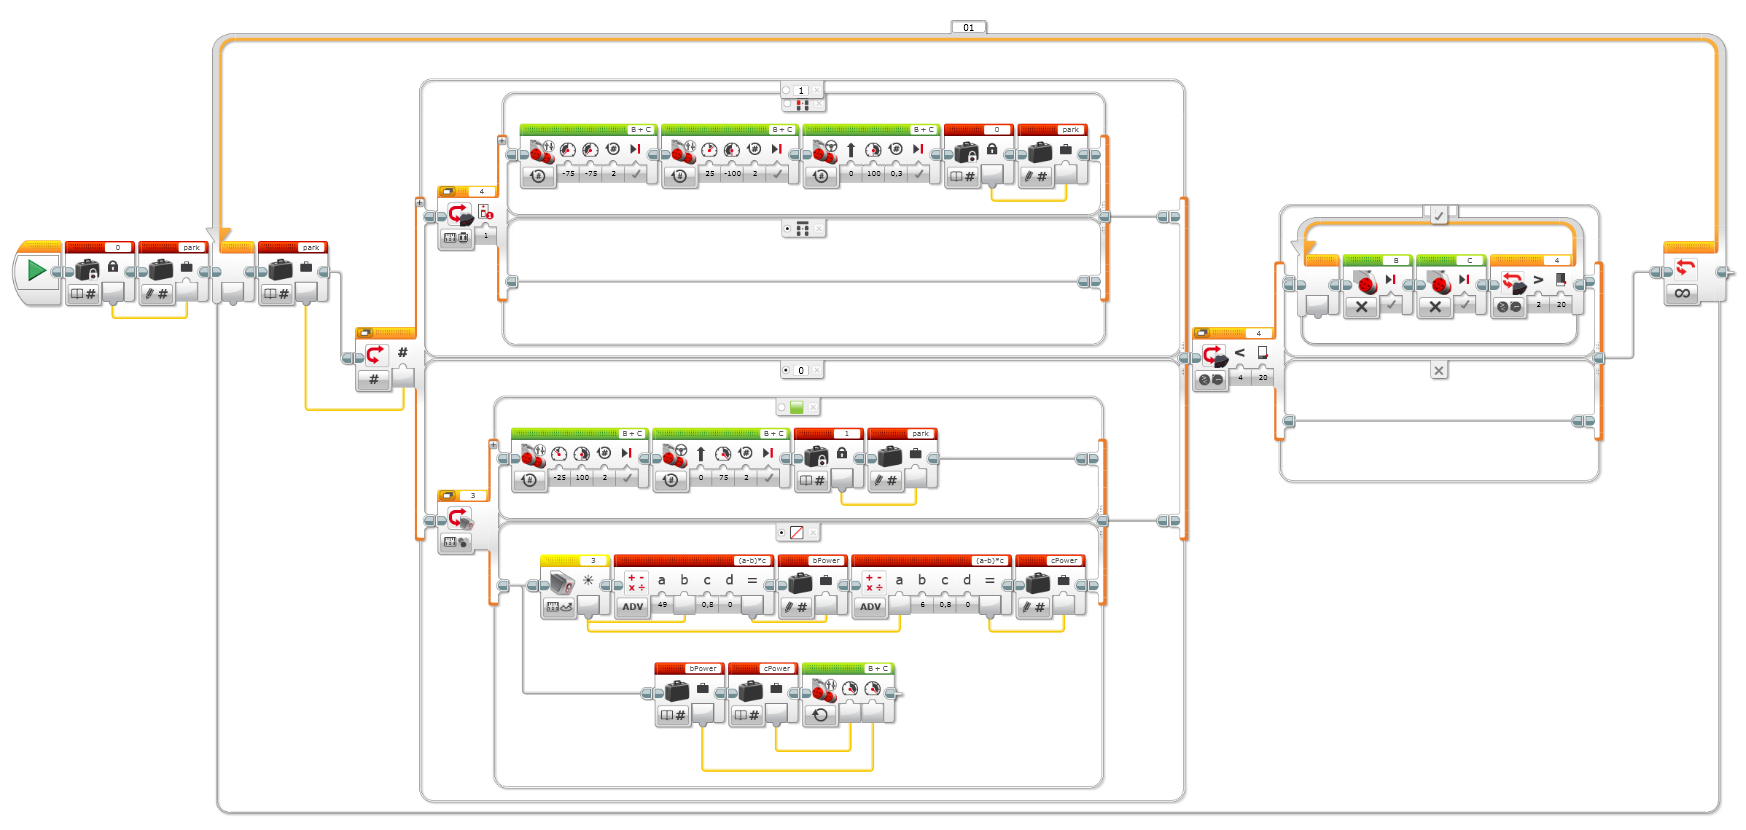 01
1
B + C
B + C
B + C
0
park
#
-75 -75 2
#
25 -100 2
#
0 100 0,3
#
#
4
1
0
park
park
#
#
#
#
#
0
B + C
B + C
1
park
#
-25 100 2
#
0 75 2
#
#
3
3
(a-b)*c
bPower
(a-b)*c
cPower
a b c d =
a b c d =
ADV
49 0,8 0
#
ADV
6 0,8 0
#
bPower
cPower
B + C
#
#
4
<
4 20
B
C
4
>
2 20
∞